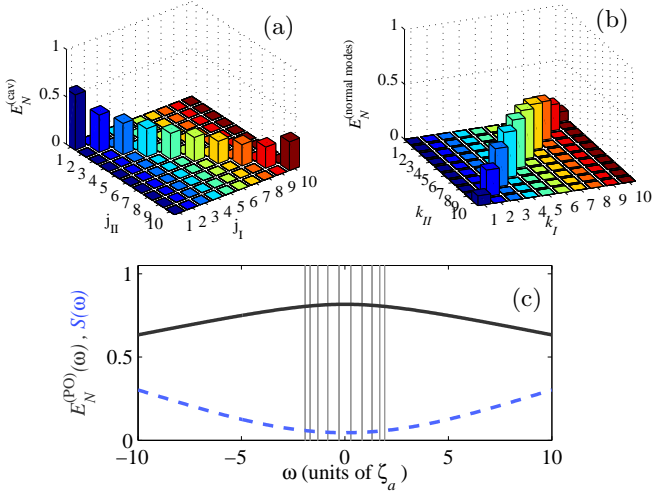 (a)
1
0.5
0
E_N^(cav)
1 2 3 4 5 6 7 8 9 10
j_II
1 2 3 4 5 6 7 8 9 10
j_I
(b)
1
0.5
0
E_N^(normal modes)
1 2 3 4 5 6 7 8 9 10
k_II
1 2 3 4 5 6 7 8 9 10
k_I
(c)
1
0.5
0
E_N^(PO)(ω), S(ω)
−10 −5 0 5 10
ω (units of ζ_a)